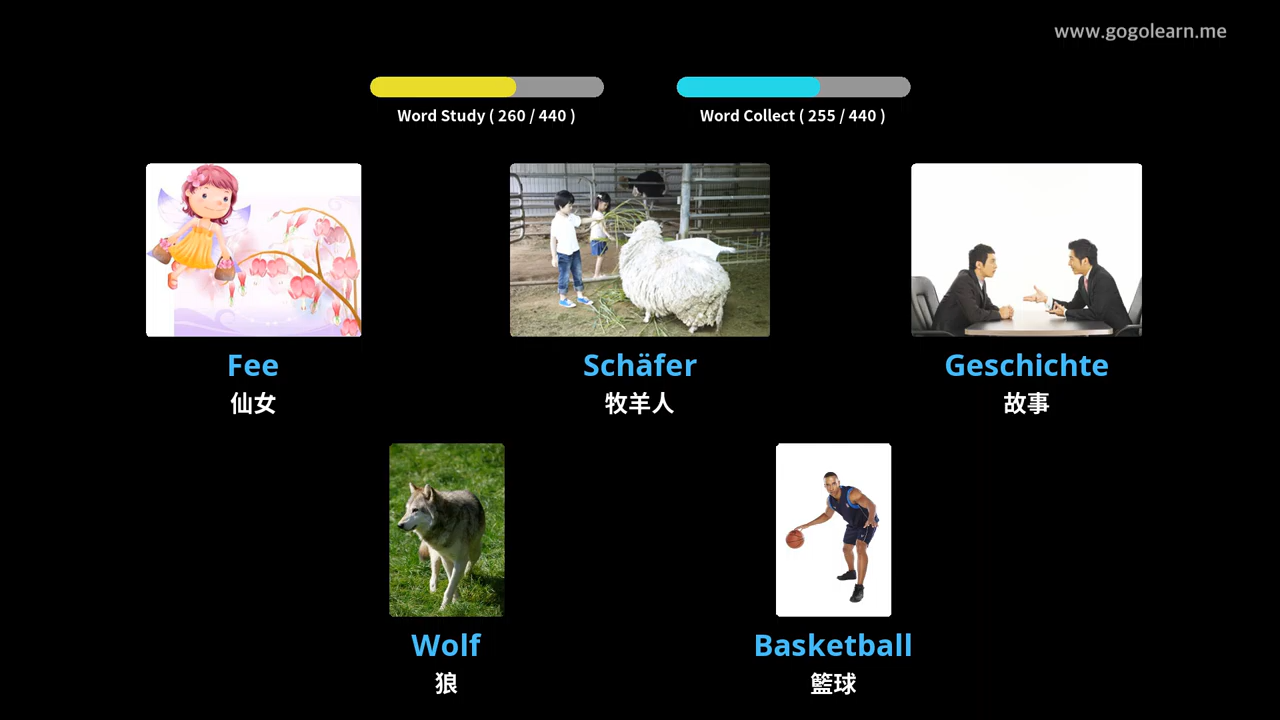 www.gogolearn.me
Word Study ( 260 / 440 )
Word Collect ( 255 / 440 )
Fee
仙女
Schäfer
牧羊人
Geschichte
故事
Wolf
狼
Basketball
籃球